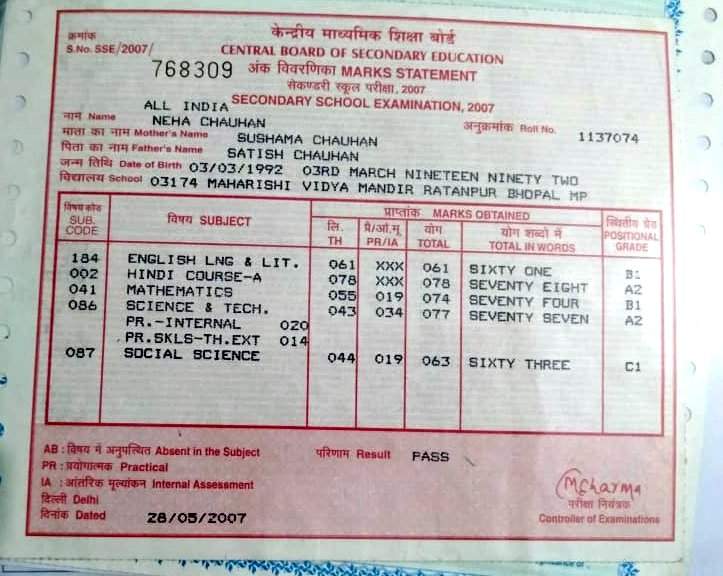 केन्द्रीय माध्यमिक शिक्षा बोर्ड
क्रमांक
S.No. SSE/2007/
CENTRAL BOARD OF SECONDARY EDUCATION
768309 अंक विवरणिका MARKS STATEMENT
सेकण्डरी स्कूल परीक्षा, 2007
ALL INDIA SECONDARY SCHOOL EXAMINATION, 2007
नाम Name NEHA CHAUHAN अनुक्रमांक Roll No. 1137074
माता का नाम Mother's Name SUSHAMA CHAUHAN
पिता का नाम Father's Name SATISH CHAUHAN
जन्म तिथि Date of Birth 03/03/1992 03RD MARCH NINETEEN NINETY TWO
विद्यालय School 03174 MAHARISHI VIDYA MANDIR RATANPUR BHOPAL MP
विषय कोड SUB. CODE विषय SUBJECT प्राप्तांक MARKS OBTAINED स्थितीय ग्रेड POSITIONAL GRADE
लि. TH प्रै/आं.मू PR/IA योग TOTAL योग शब्दों में TOTAL IN WORDS
184 ENGLISH LNG & LIT. 061 XXX 061 SIXTY ONE B1
002 HINDI COURSE-A 078 XXX 078 SEVENTY EIGHT A2
041 MATHEMATICS 055 019 074 SEVENTY FOUR B1
086 SCIENCE & TECH. 043 034 077 SEVENTY SEVEN A2
PR.-INTERNAL 020
PR.SKLS-TH.EXT 014
087 SOCIAL SCIENCE 044 019 063 SIXTY THREE C1
AB : विषय में अनुपस्थित Absent in the Subject परिणाम Result PASS
PR : प्रयोगात्मक Practical
IA : आंतरिक मूल्यांकन Internal Assessment
दिल्ली Delhi
दिनांक Dated 28/05/2007
MCharma
परीक्षा नियंत्रक
Controller of Examinations